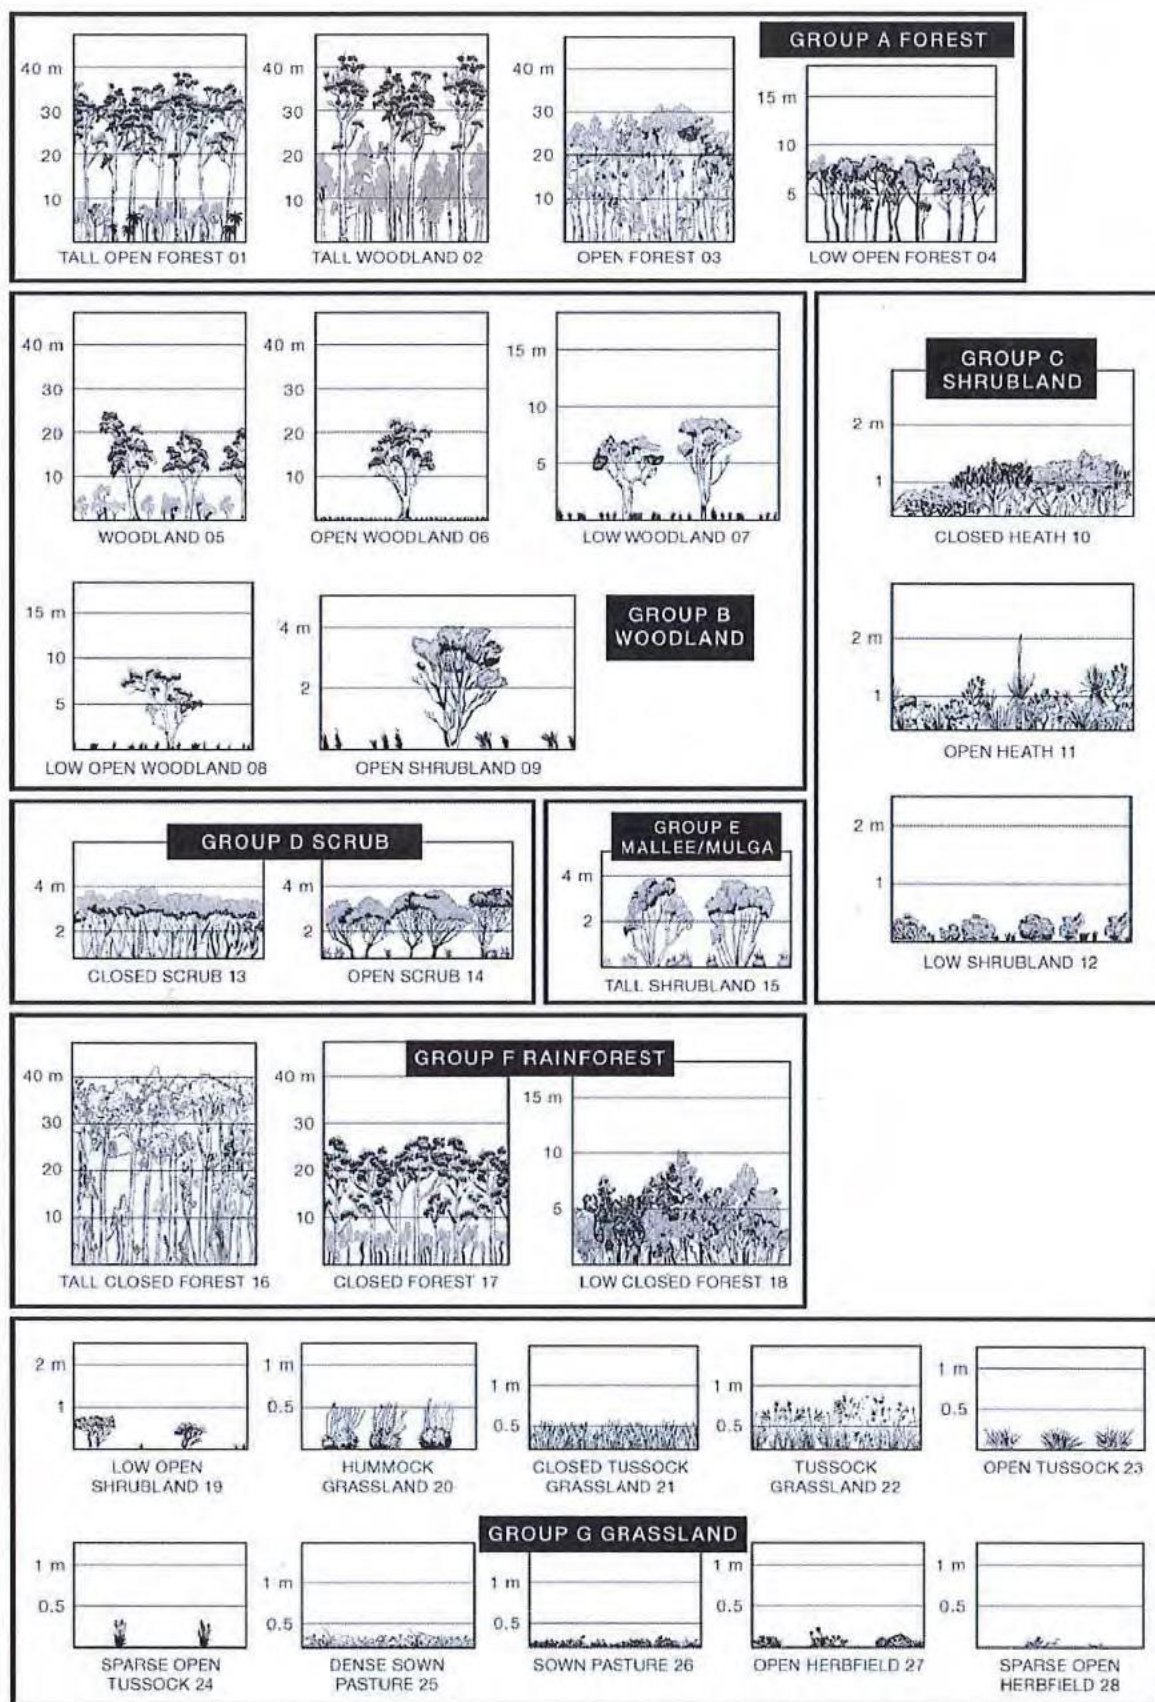 GROUP A FOREST
40 m
30
20
10
TALL OPEN FOREST 01
40 m
30
20
10
TALL WOODLAND 02
40 m
30
20
10
OPEN FOREST 03
15 m
10
5
LOW OPEN FOREST 04
40 m
30
20
10
WOODLAND 05
40 m
30
20
10
OPEN WOODLAND 06
15 m
10
5
LOW WOODLAND 07
15 m
10
5
LOW OPEN WOODLAND 08
4 m
2
OPEN SHRUBLAND 09
GROUP B
WOODLAND
GROUP C
SHRUBLAND
2 m
1
CLOSED HEATH 10
2 m
1
OPEN HEATH 11
2 m
1
LOW SHRUBLAND 12
GROUP D SCRUB
4 m
2
CLOSED SCRUB 13
4 m
2
OPEN SCRUB 14
GROUP E
MALLEE/MULGA
4 m
2
TALL SHRUBLAND 15
GROUP F RAINFOREST
40 m
30
20
10
TALL CLOSED FOREST 16
40 m
30
20
10
CLOSED FOREST 17
15 m
10
5
LOW CLOSED FOREST 18
2 m
1
LOW OPEN
SHRUBLAND 19
1 m
0.5
HUMMOCK
GRASSLAND 20
1 m
0.5
CLOSED TUSSOCK
GRASSLAND 21
1 m
0.5
TUSSOCK
GRASSLAND 22
1 m
0.5
OPEN TUSSOCK 23
GROUP G GRASSLAND
1 m
0.5
SPARSE OPEN
TUSSOCK 24
1 m
0.5
DENSE SOWN
PASTURE 25
1 m
0.5
SOWN PASTURE 26
1 m
0.5
OPEN HERBFIELD 27
1 m
0.5
SPARSE OPEN
HERBFIELD 28